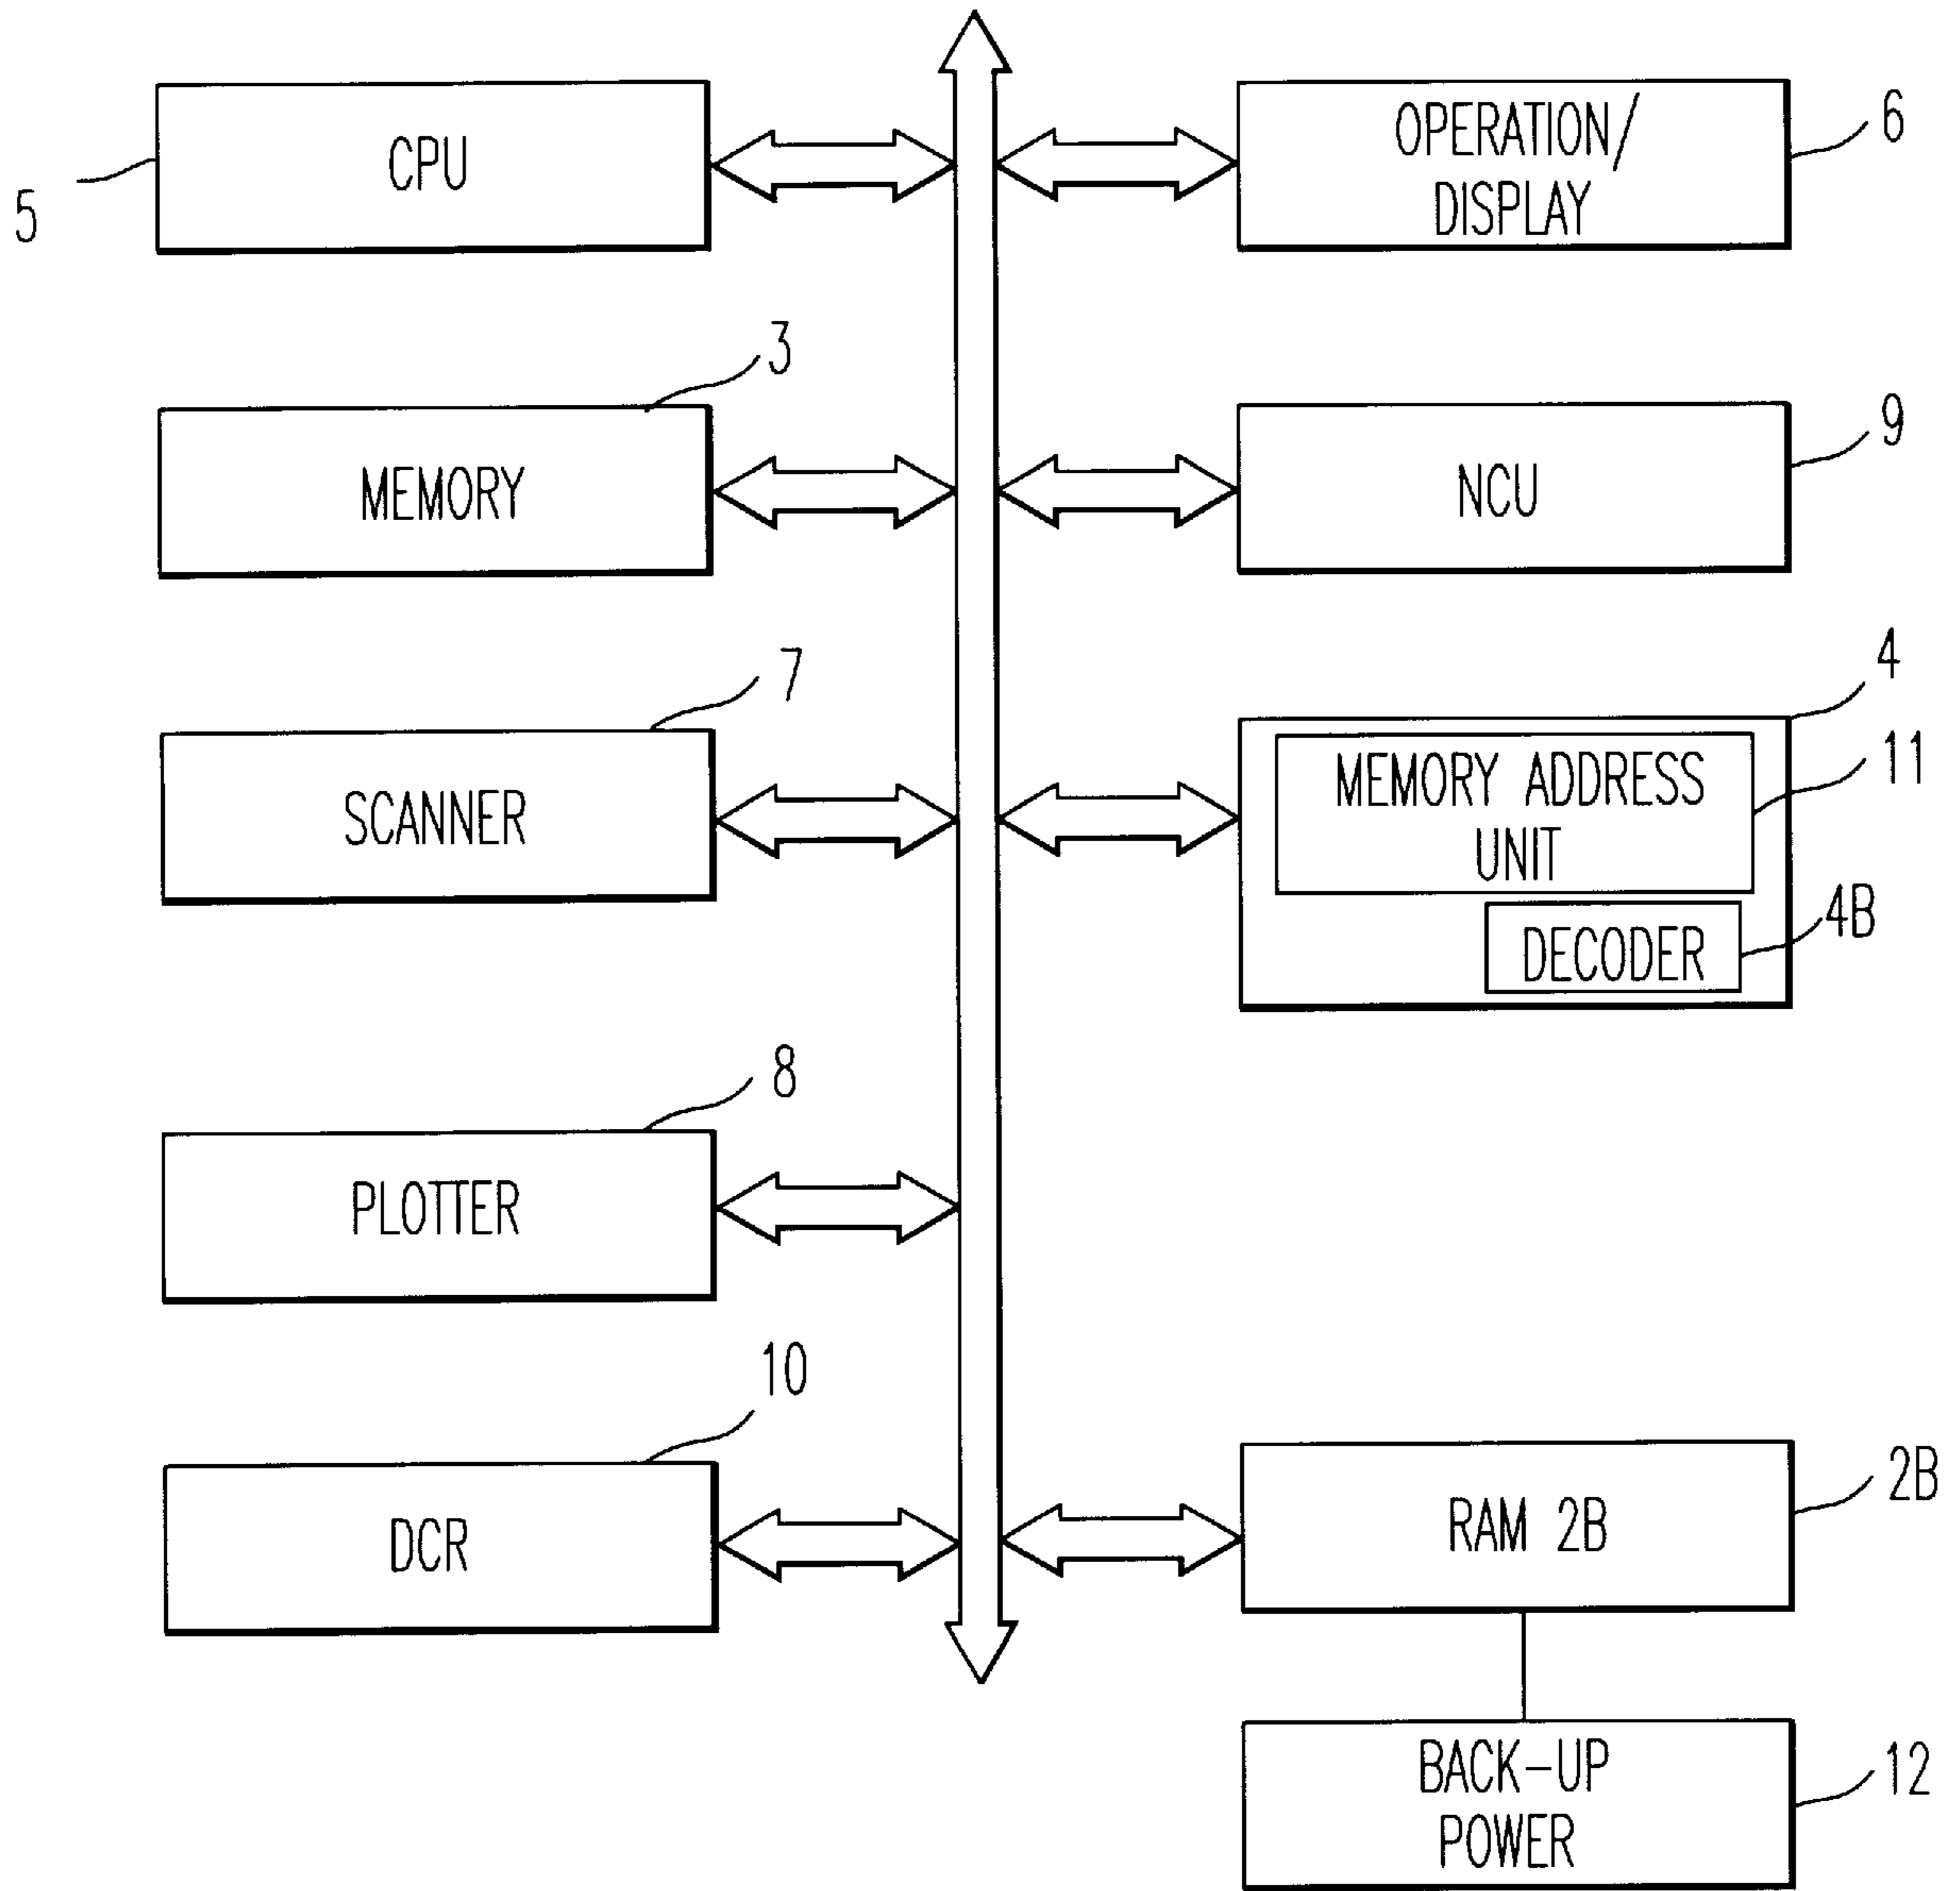 CPU
5
OPERATION/
DISPLAY
6
3
MEMORY
NCU
9
7
SCANNER
4
MEMORY ADDRESS
UNIT
11
DECODER
4B
8
PLOTTER
10
DCR
RAM 2B
2B
BACK-UP
POWER
12